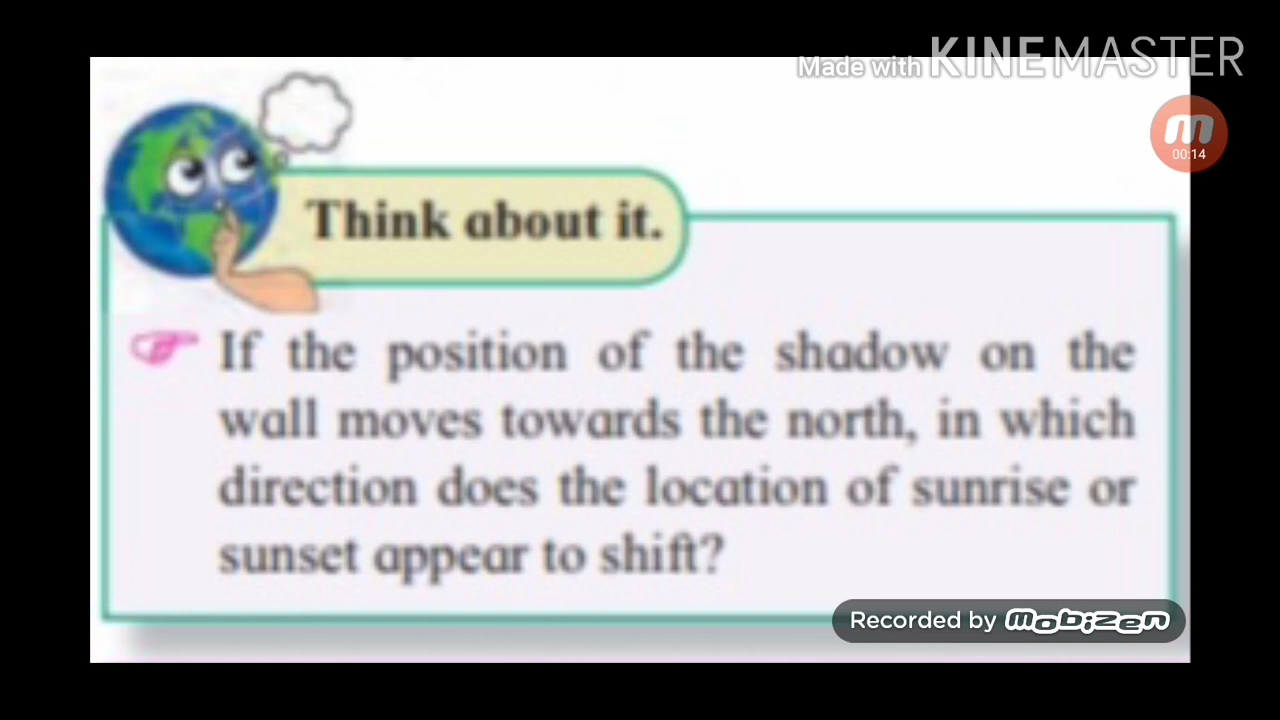 Made with KINEMASTER
00:14
Think about it.
If the position of the shadow on the
wall moves towards the north, in which
direction does the location of sunrise or
sunset appear to shift?
Recorded by mobizen